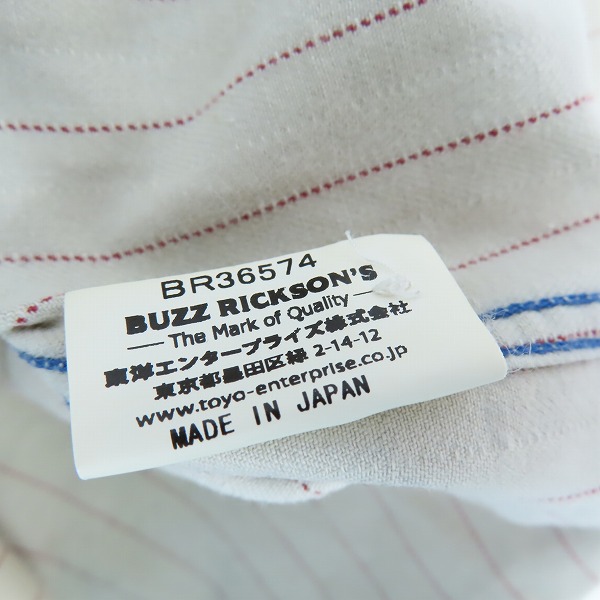 BR36574
BUZZ RICKSON'S
The Mark of Quality
東洋エンタープライズ株式会社
東京都墨田区緑 2-14-12
www.toyo-enterprise.co.jp
MADE IN JAPAN